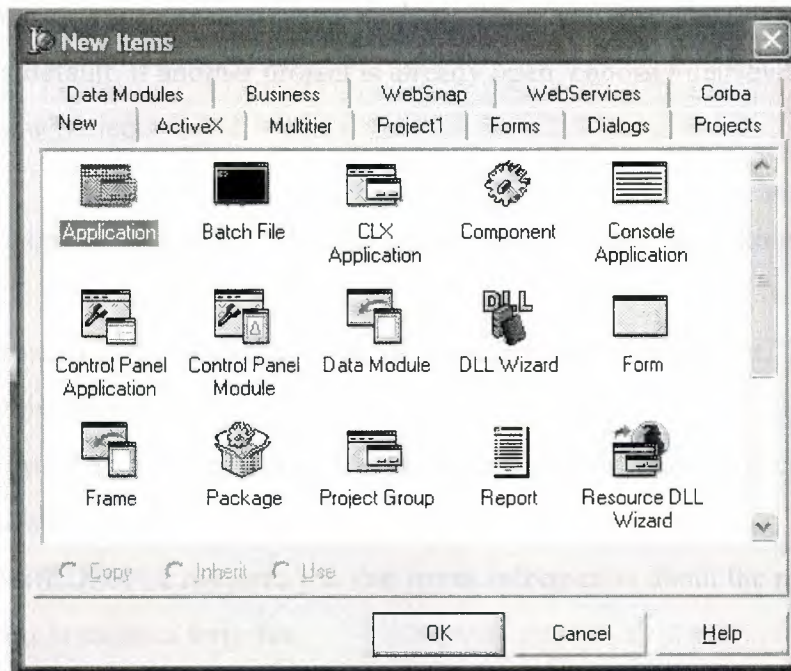 New Items
Data Modules Business WebSnap WebServices Corba
New ActiveX Multitier Project1 Forms Dialogs Projects
Application Batch File CLX Application Component Console Application
Control Panel Application Control Panel Module Data Module DLL Wizard Form
DLL
Frame Package Project Group Report Resource DLL Wizard
Copy Inherit Use
OK Cancel Help